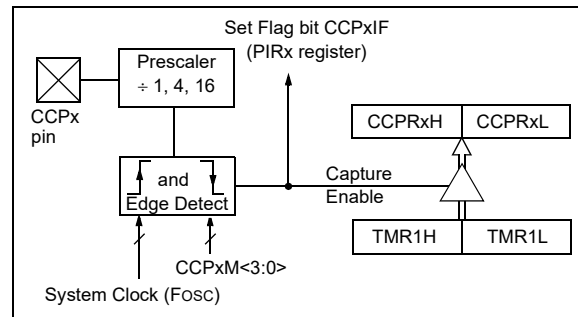 Set Flag bit CCPxIF
(PIRx register)
Prescaler
÷ 1, 4, 16
CCPx
pin
CCPRxH CCPRxL
and
Edge Detect
Capture
Enable
TMR1H TMR1L
CCPxM<3:0>
System Clock (FOSC)